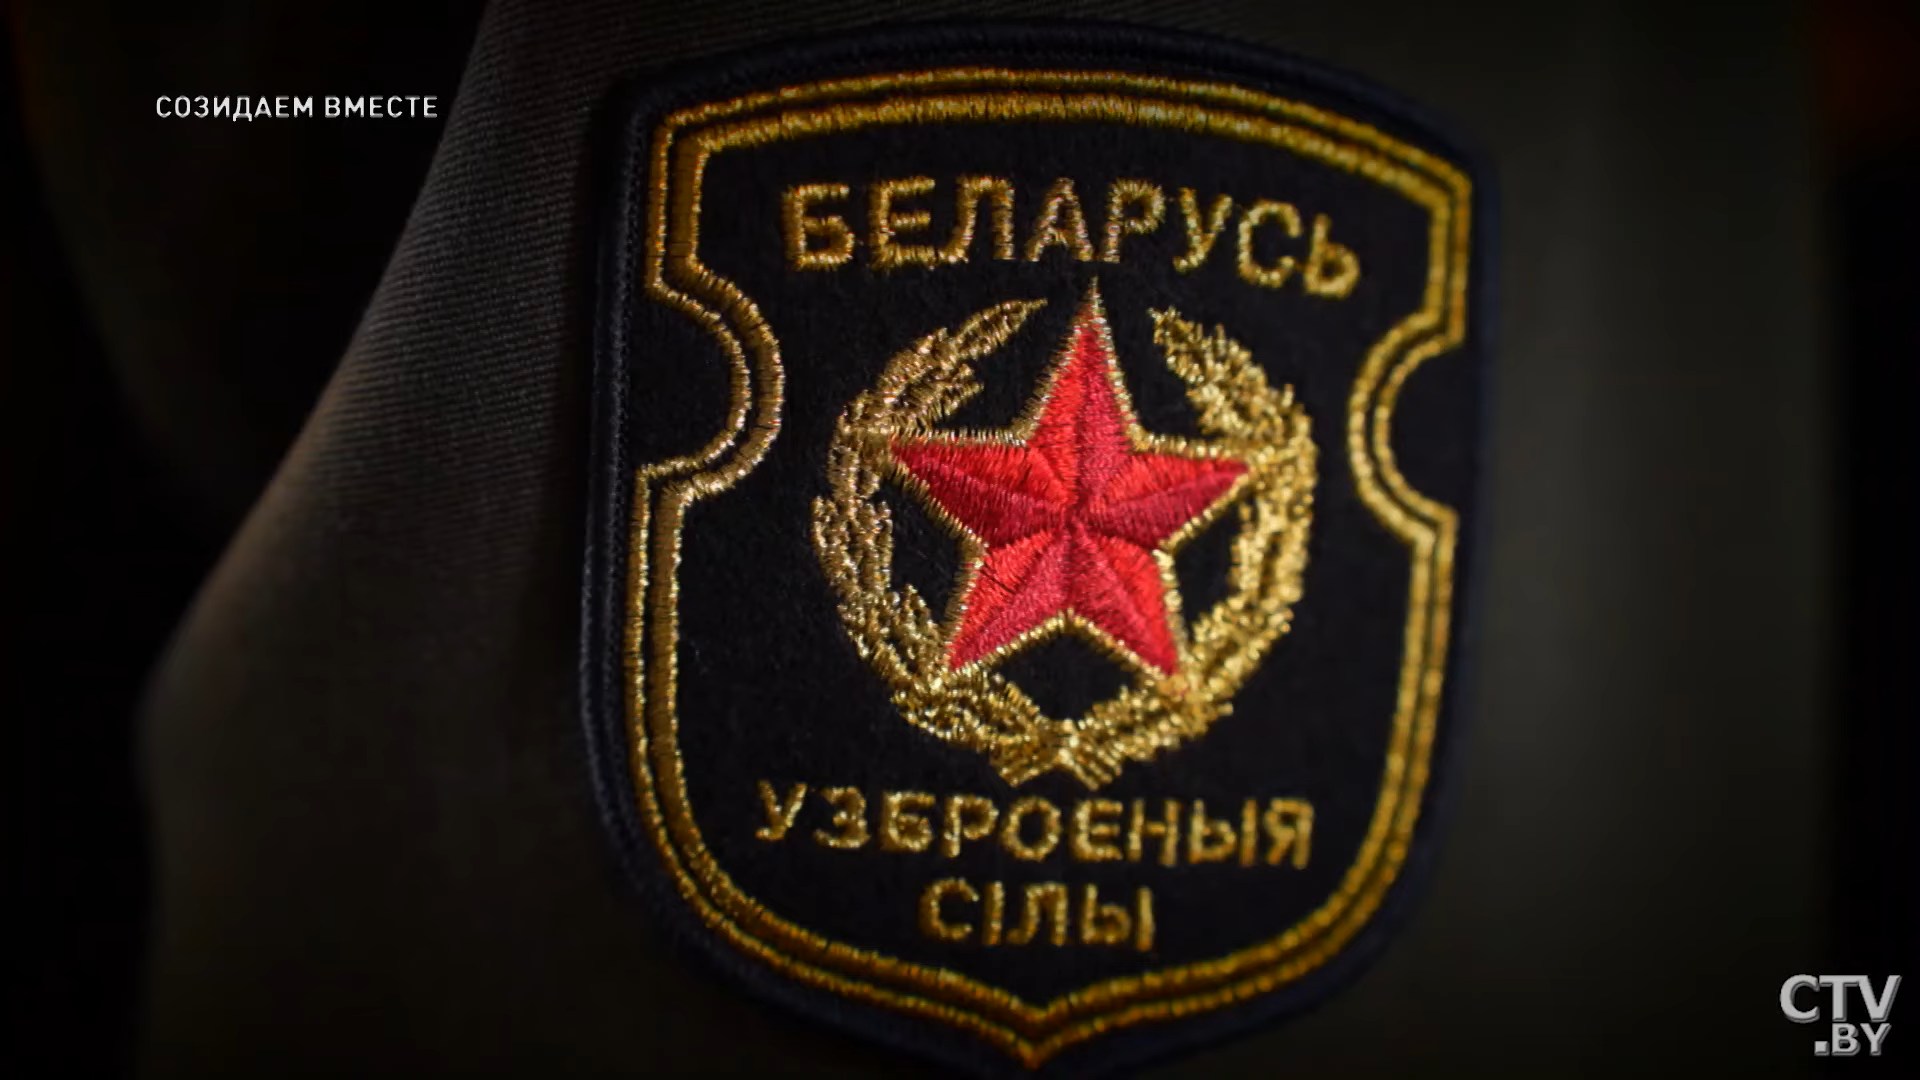 СОЗИДАЕМ ВМЕСТЕ
БЕЛАРУСЬ
УЗБРОЕНЫЯ
СІЛЫ
CTV
.BY